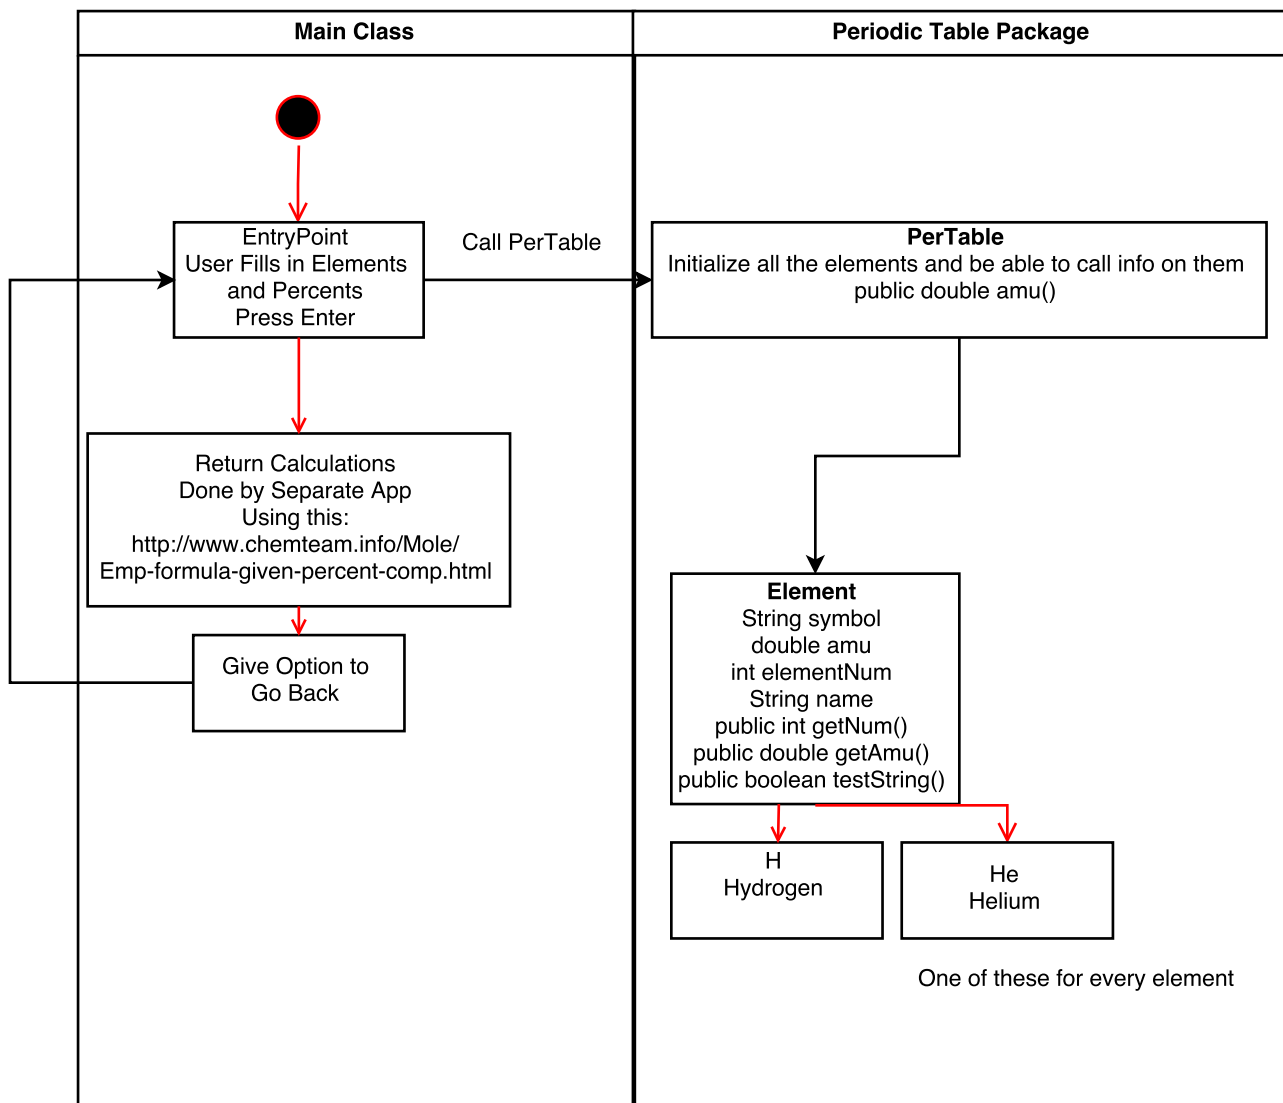 Main Class
Periodic Table Package
EntryPoint
User Fills in Elements
and Percents
Press Enter
Call PerTable
PerTable
Initialize all the elements and be able to call info on them
public double amu()
Return Calculations
Done by Separate App
Using this:
http://www.chemteam.info/Mole/
Emp-formula-given-percent-comp.html
Give Option to
Go Back
Element
String symbol
double amu
int elementNum
String name
public int getNum()
public double getAmu()
public boolean testString()
H
Hydrogen
He
Helium
One of these for every element